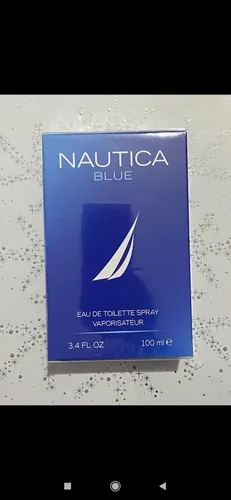 NAUTICA
BLUE
EAU DE TOILETTE SPRAY
VAPORISATEUR
3.4 FL OZ 100 ml e